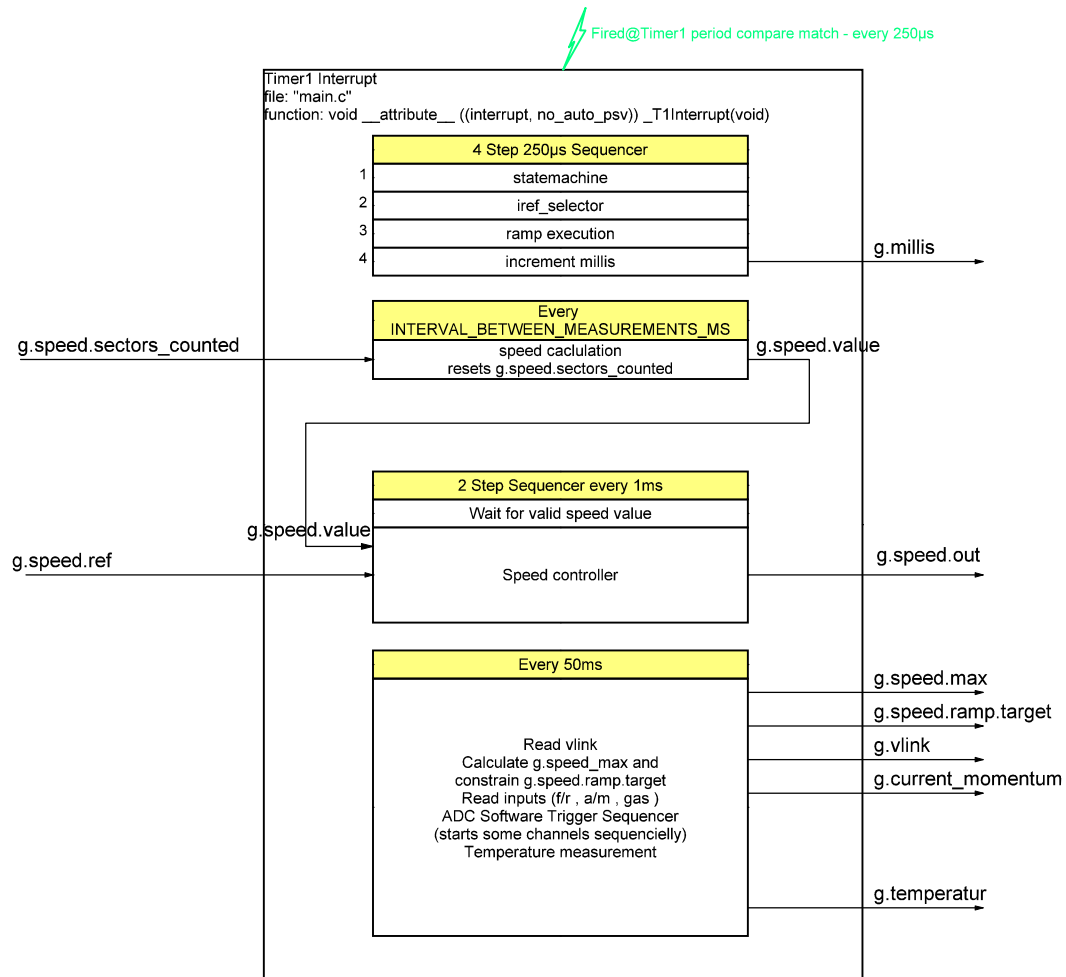 Fired@Timer1 period compare match - every 250µs
Timer1 Interrupt
file: "main.c"
function: void __attribute__ ((interrupt, no_auto_psv)) _T1Interrupt(void)
4 Step 250µs Sequencer
1
statemachine
2
iref_selector
3
ramp execution
4
increment millis
g.millis
Every
INTERVAL_BETWEEN_MEASUREMENTS_MS
g.speed.sectors_counted
speed caclulation
resets g.speed.sectors_counted
g.speed.value
2 Step Sequencer every 1ms
Wait for valid speed value
g.speed.value
g.speed.ref
Speed controller
g.speed.out
Every 50ms
g.speed.max
g.speed.ramp.target
g.vlink
g.current_momentum
Read vlink
Calculate g.speed_max and
constrain g.speed.ramp.target
Read inputs (f/r , a/m , gas )
ADC Software Trigger Sequencer
(starts some channels sequencielly)
Temperature measurement
g.temperatur